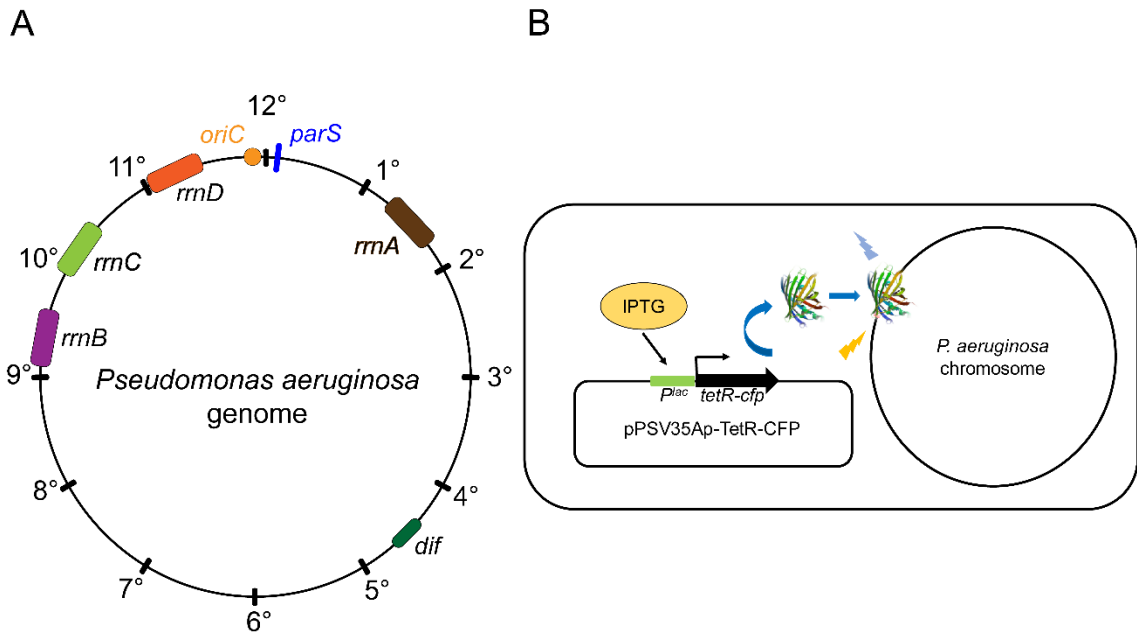 A
12°
oriC
parS
11°
1°
rrnD
rrnA
10°
2°
rrnC
rrnB
9°
3°
Pseudomonas aeruginosa
genome
8°
4°
dif
7°
5°
6°
B
IPTG
P. aeruginosa
chromosome
Plac
tetR-cfp
pPSV35Ap-TetR-CFP